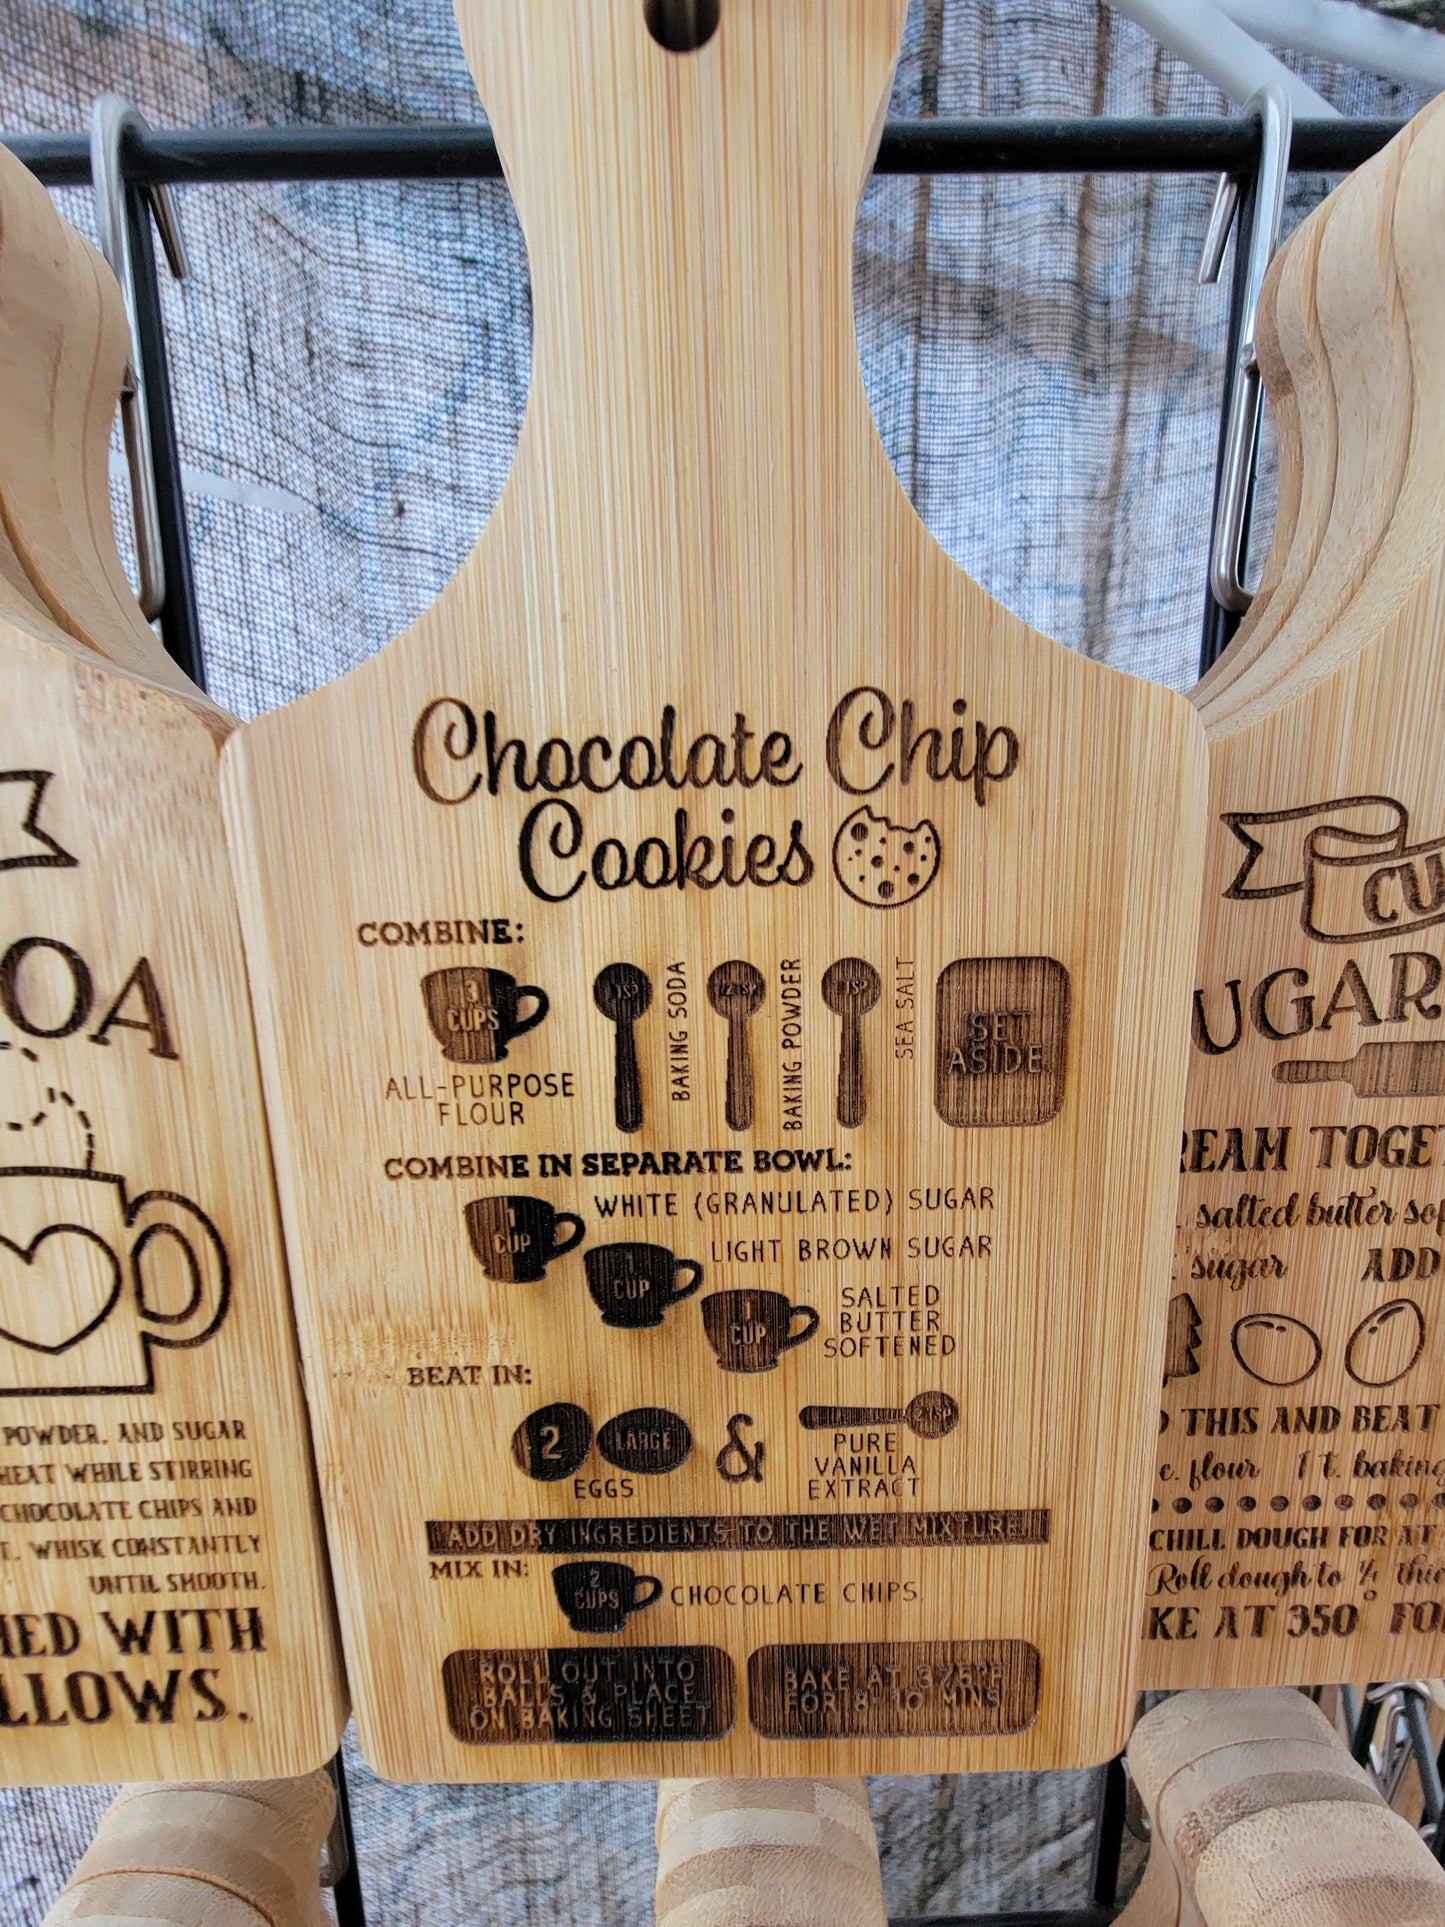 Chocolate Chip
Cookies
COMBINE:
3
CUPS
ALL-PURPOSE
FLOUR
1 TSP
BAKING SODA
1/2 TSP
BAKING POWDER
1 TSP
SEA SALT
SET
ASIDE.
COMBINE IN SEPARATE BOWL:
1
CUP
WHITE (GRANULATED) SUGAR
1
CUP
LIGHT BROWN SUGAR
1
CUP
SALTED
BUTTER
SOFTENED
BEAT IN:
2
LARGE
EGGS
&
2 TSP
PURE
VANILLA
EXTRACT
ADD DRY INGREDIENTS TO THE WET MIXTURE.
MIX IN:
2
CUPS
CHOCOLATE CHIPS.
ROLL OUT INTO
BALLS & PLACE
ON BAKING SHEET
BAKE AT 375°F
FOR 8-10 MINS
OA
POWDER, AND SUGAR
HEAT WHILE STIRRING
CHOCOLATE CHIPS AND
T. WHISK CONSTANTLY
UNTIL SMOOTH.
HED WITH
LLOWS.
CU
UGAR
REAM TOGET
salted butter sof
sugar ADD
THIS AND BEAT
c. flour 1 t. baking
CHILL DOUGH FOR AT
Roll dough to 1/4 thic
KE AT 350° FO